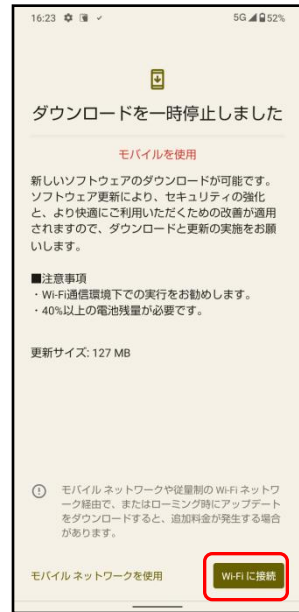 16:23 5G 52%
ダウンロードを一時停止しました
モバイルを使用
新しいソフトウェアのダウンロードが可能です。
ソフトウェア更新により、セキュリティの強化
と、より快適にご利用いただくための改善が適用
されますので、ダウンロードと更新の実施をお願
いします。
■注意事項
・Wi-Fi通信環境下での実行をお勧めします。
・40%以上の電池残量が必要です。
更新サイズ: 127 MB
モバイル ネットワークや従量制の Wi-Fi ネットワ
ーク経由で、またはローミング時にアップデート
をダウンロードすると、追加料金が発生する場合
があります。
モバイル ネットワークを使用 Wi-Fi に接続